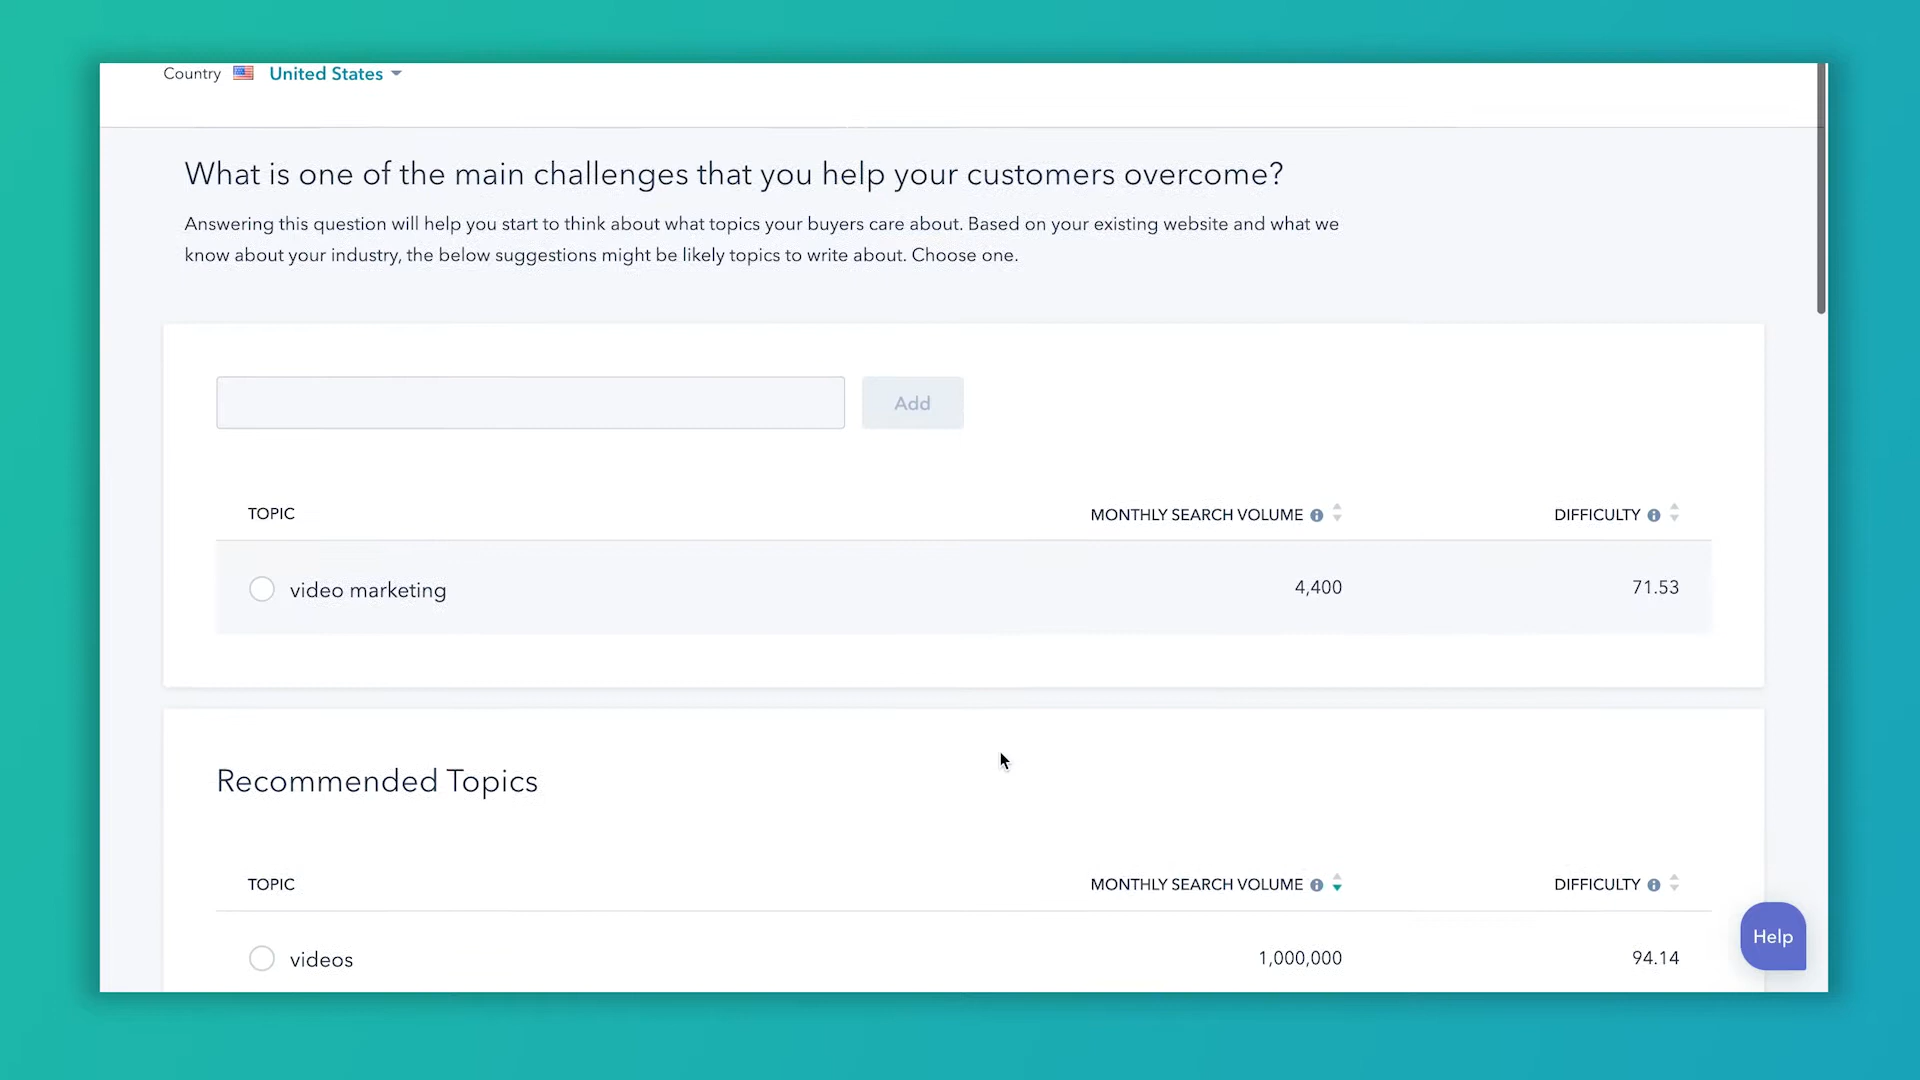 Country United States
What is one of the main challenges that you help your customers overcome?
Answering this question will help you start to think about what topics your buyers care about. Based on your existing website and what we
know about your industry, the below suggestions might be likely topics to write about. Choose one.
Add
TOPIC MONTHLY SEARCH VOLUME DIFFICULTY
video marketing 4,400 71.53
Recommended Topics
TOPIC MONTHLY SEARCH VOLUME DIFFICULTY
videos 1,000,000 94.14
Help